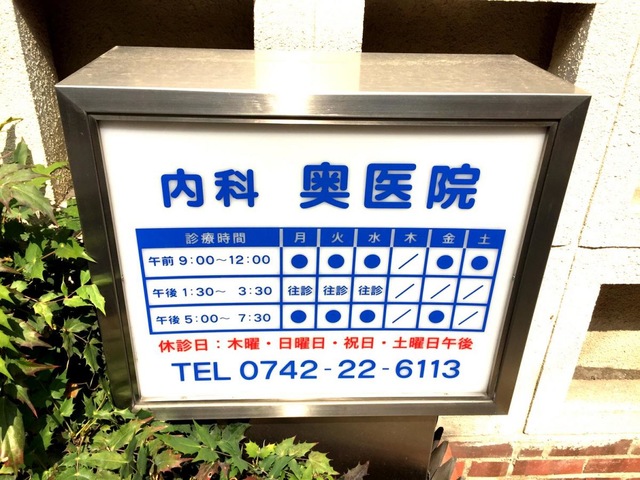 内科 奥医院
診療時間 月 火 水 木 金 土
午前 9:00～12:00 ● ● ● ／ ● ●
午後 1:30～ 3:30 往診 往診 往診 ／ ／ ／
午後 5:00～ 7:30 ● ● ● ／ ● ／
休診日：木曜・日曜日・祝日・土曜日午後
TEL 0742-22-6113